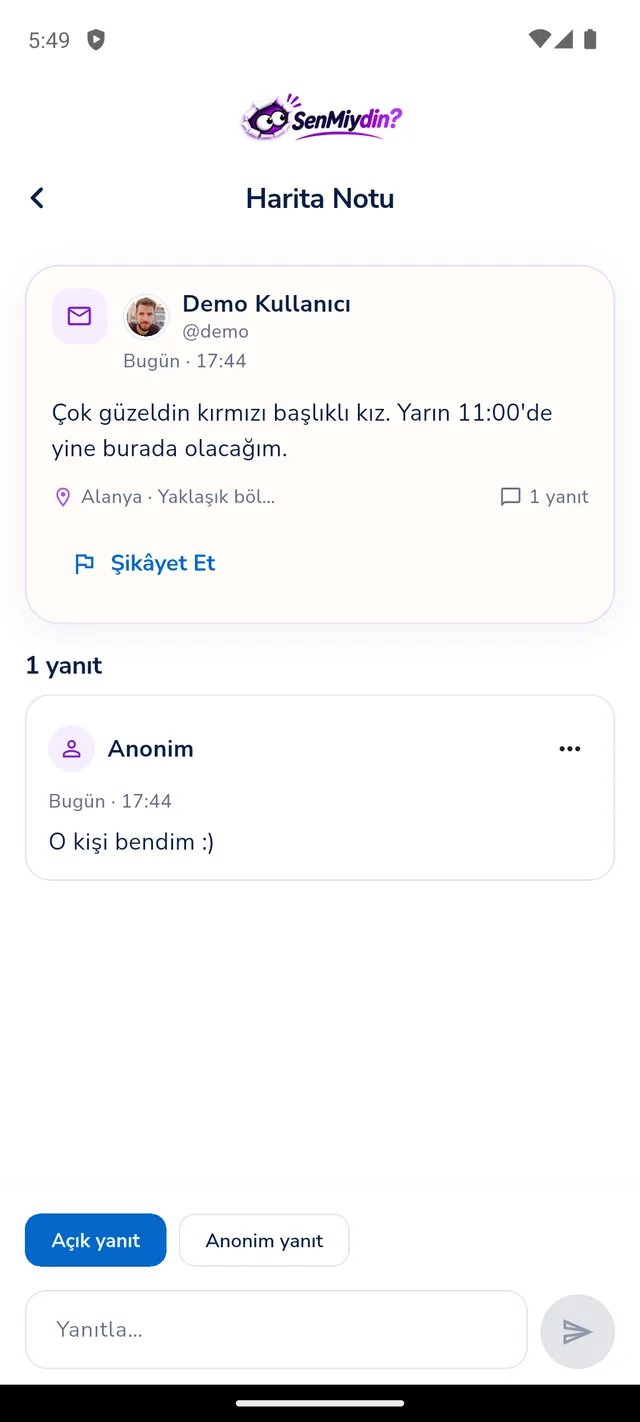 5:49
SenMiydin?
Harita Notu
Demo Kullanıcı
@demo
Bugün · 17:44
Çok güzeldin kırmızı başlıklı kız. Yarın 11:00'de
yine burada olacağım.
Alanya · Yaklaşık böl...
1 yanıt
Şikâyet Et
1 yanıt
Anonim
Bugün · 17:44
O kişi bendim :)
Açık yanıt
Anonim yanıt
Yanıtla...